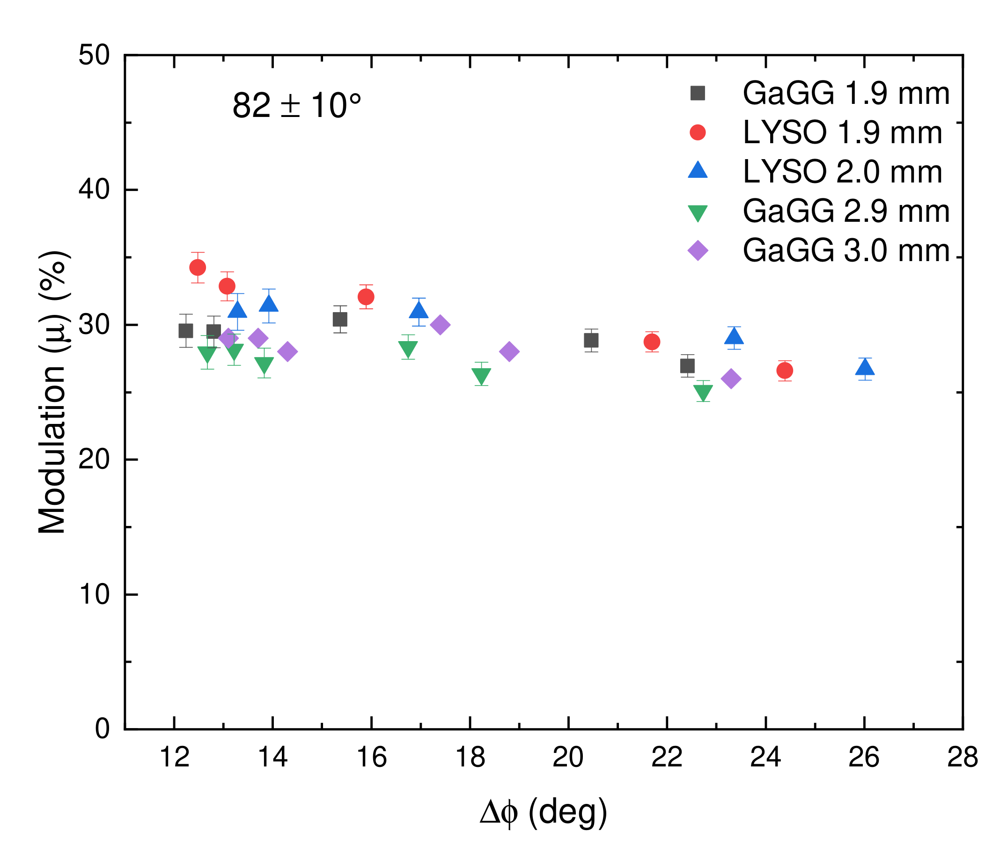 82 ± 10°
GaGG 1.9 mm
LYSO 1.9 mm
LYSO 2.0 mm
GaGG 2.9 mm
GaGG 3.0 mm
Modulation (μ) (%)
50
40
30
20
10
0
12 14 16 18 20 22 24 26 28
Δϕ (deg)